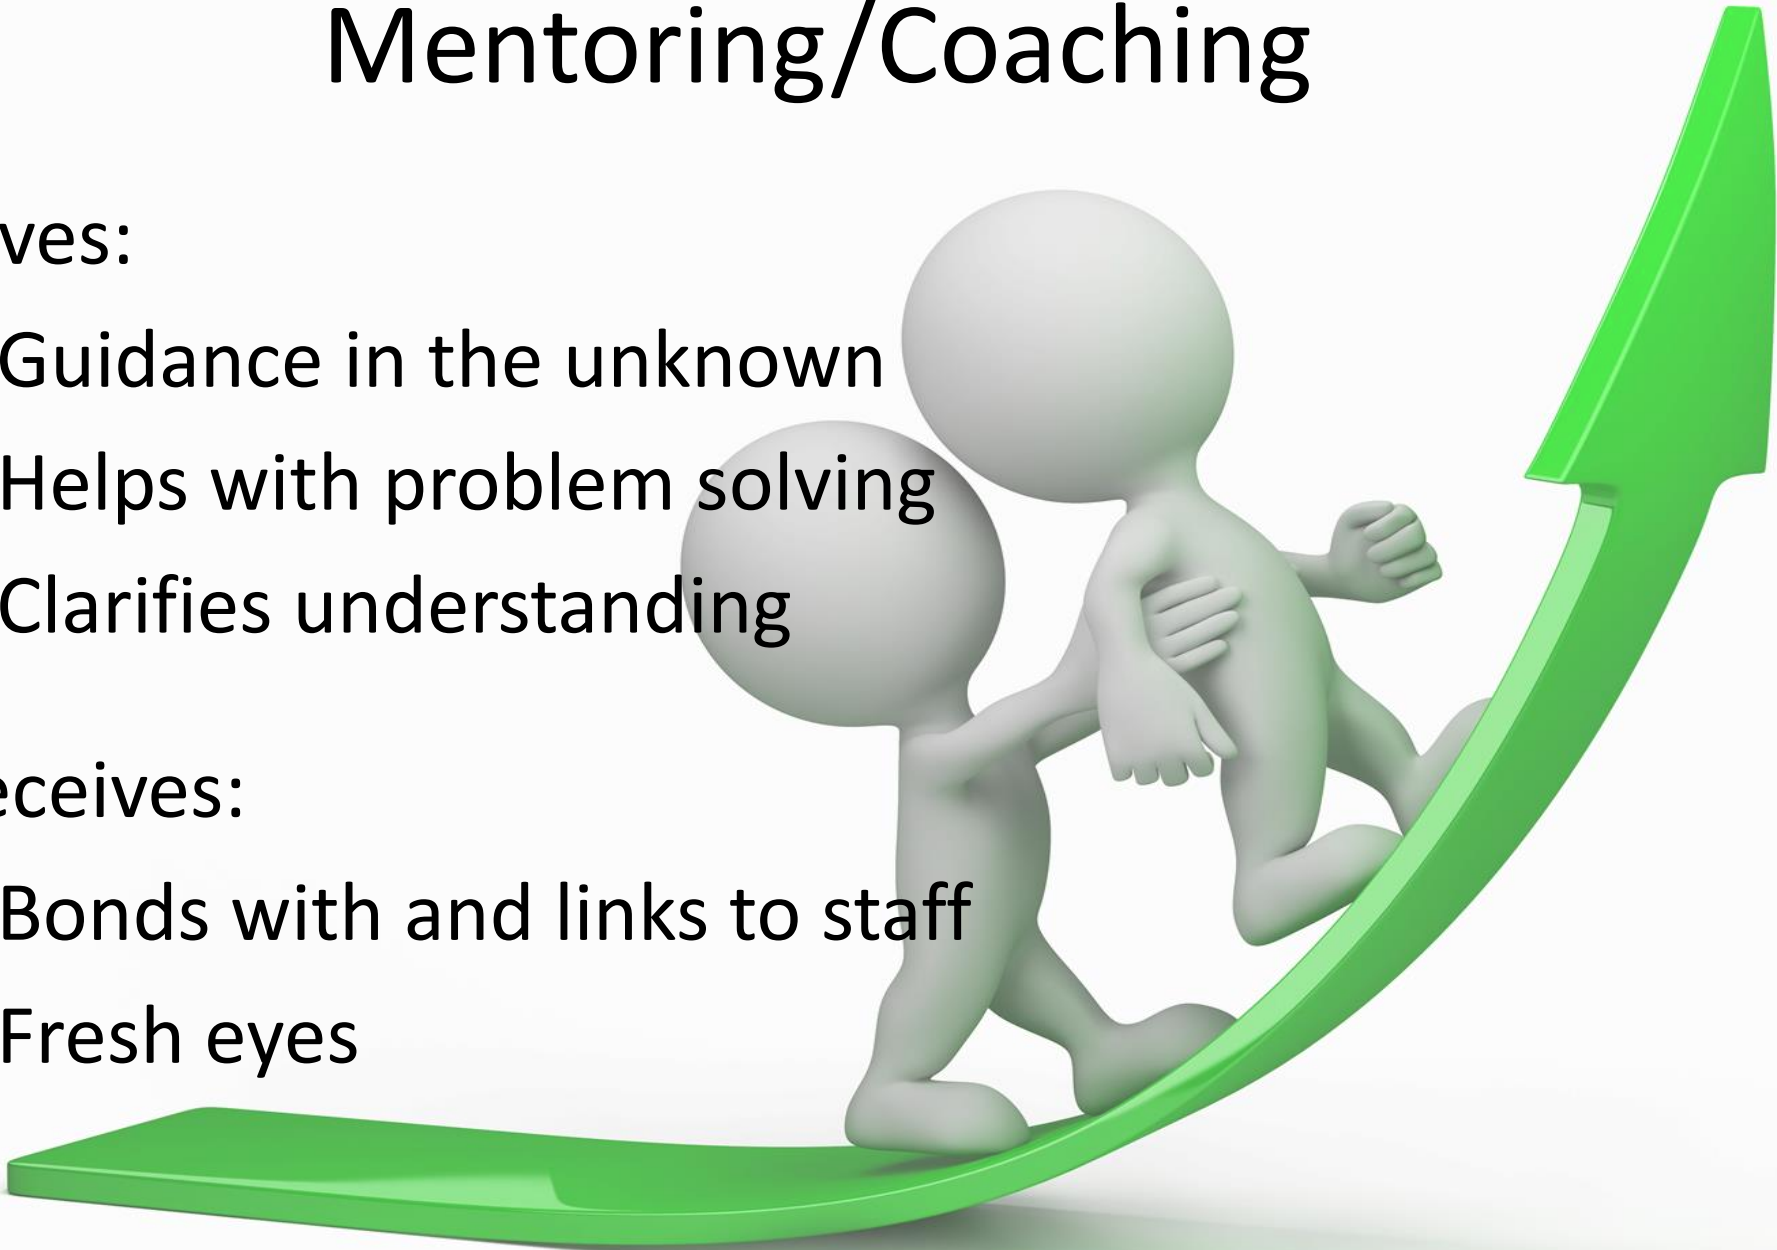 Mentoring/Coaching
ves:
Guidance in the unknown
Helps with problem solving
Clarifies understanding
eceives:
Bonds with and links to staff
Fresh eyes